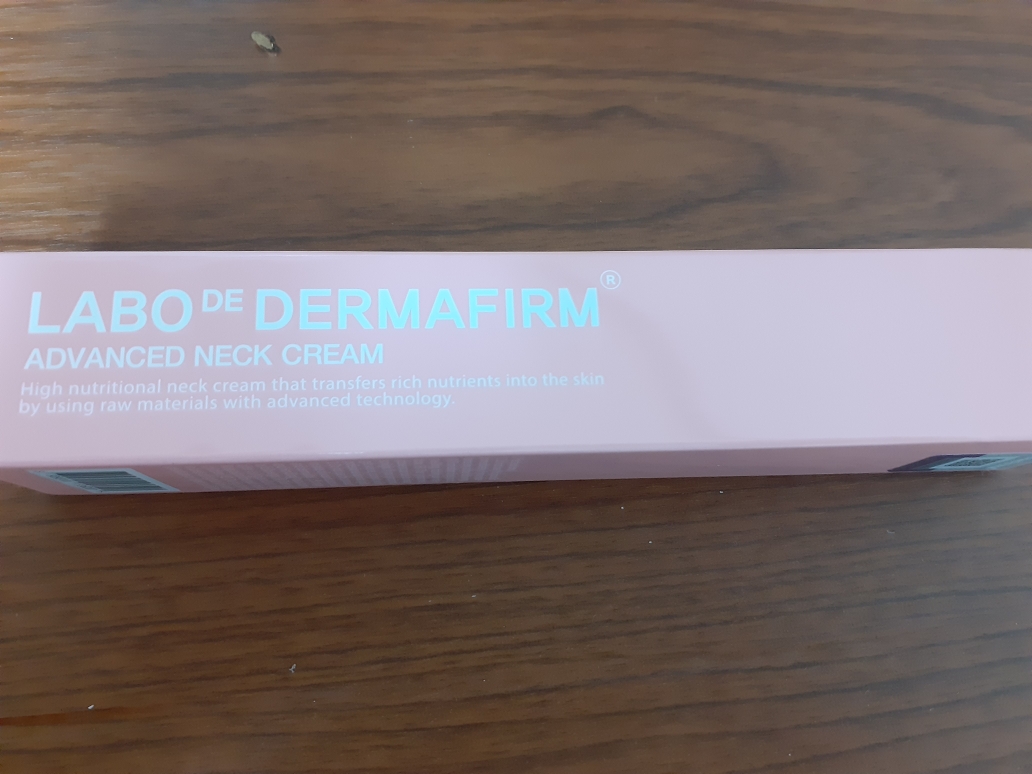 LABO DE DERMAFIRM®
ADVANCED NECK CREAM
High nutritional neck cream that transfers rich nutrients into the skin
by using raw materials with advanced technology.